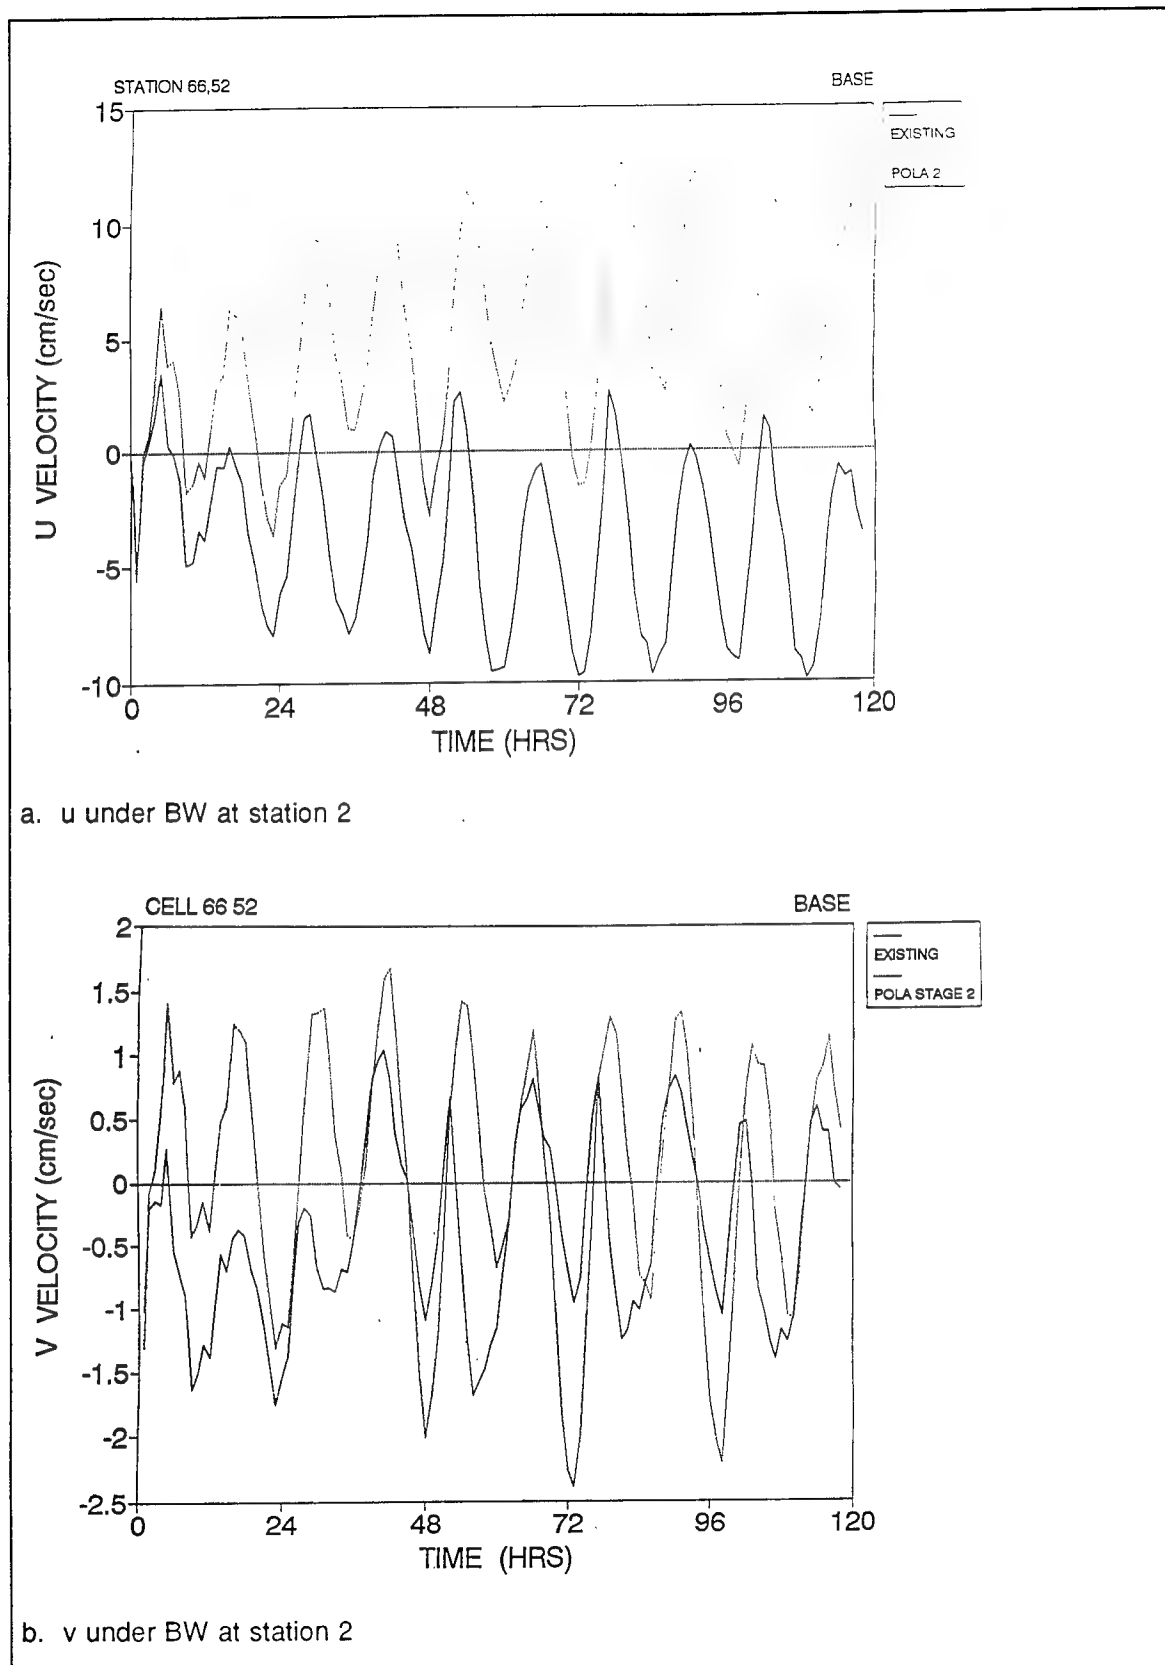 STATION 66,52
BASE
EXISTING
POLA 2
15
10
5
0
-5
-10
U VELOCITY (cm/sec)
0 24 48 72 96 120
TIME (HRS)
a. u under BW at station 2
CELL 66 52
BASE
EXISTING
POLA STAGE 2
2
1.5
1
0.5
0
-0.5
-1
-1.5
-2
-2.5
V VELOCITY (cm/sec)
0 24 48 72 96 120
TIME (HRS)
b. v under BW at station 2